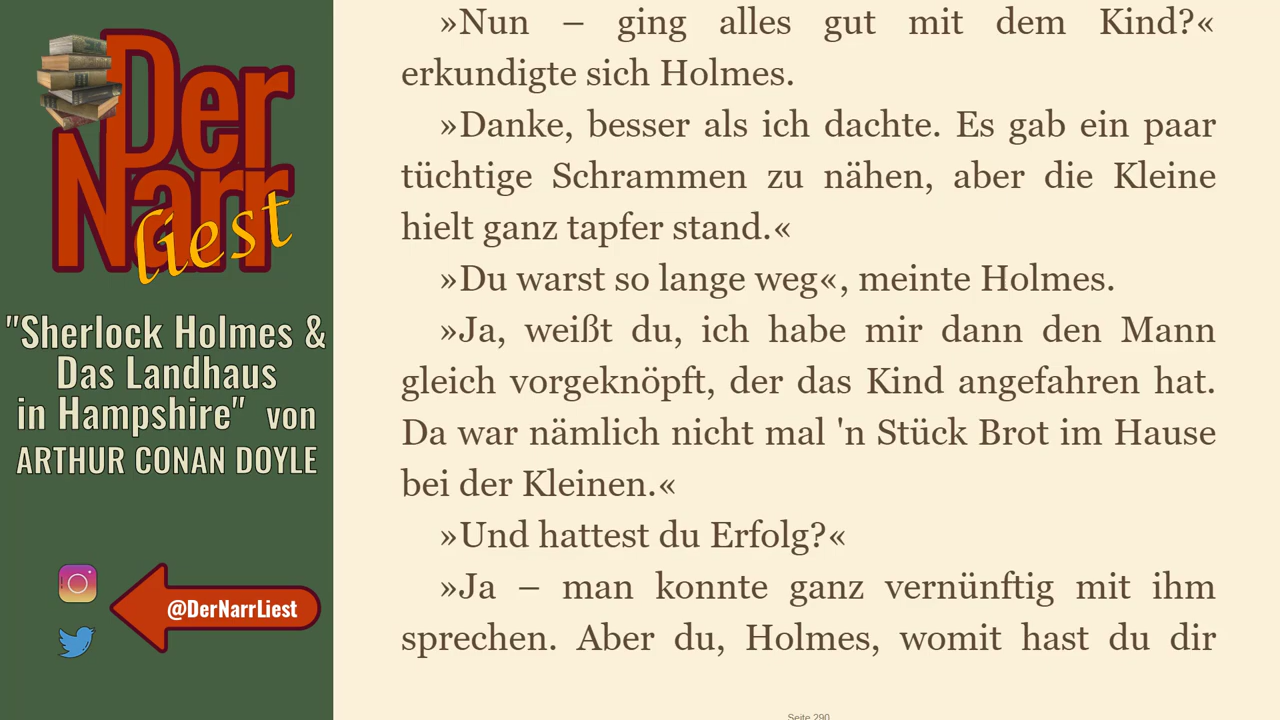 Der
Narr
liest
"Sherlock Holmes &
Das Landhaus
in Hampshire" von
ARTHUR CONAN DOYLE
@DerNarrLiest
»Nun – ging alles gut mit dem Kind?«
erkundigte sich Holmes.
»Danke, besser als ich dachte. Es gab ein paar
tüchtige Schrammen zu nähen, aber die Kleine
hielt ganz tapfer stand.«
»Du warst so lange weg«, meinte Holmes.
»Ja, weißt du, ich habe mir dann den Mann
gleich vorgeknöpft, der das Kind angefahren hat.
Da war nämlich nicht mal 'n Stück Brot im Hause
bei der Kleinen.«
»Und hattest du Erfolg?«
»Ja – man konnte ganz vernünftig mit ihm
sprechen. Aber du, Holmes, womit hast du dir
Seite 290